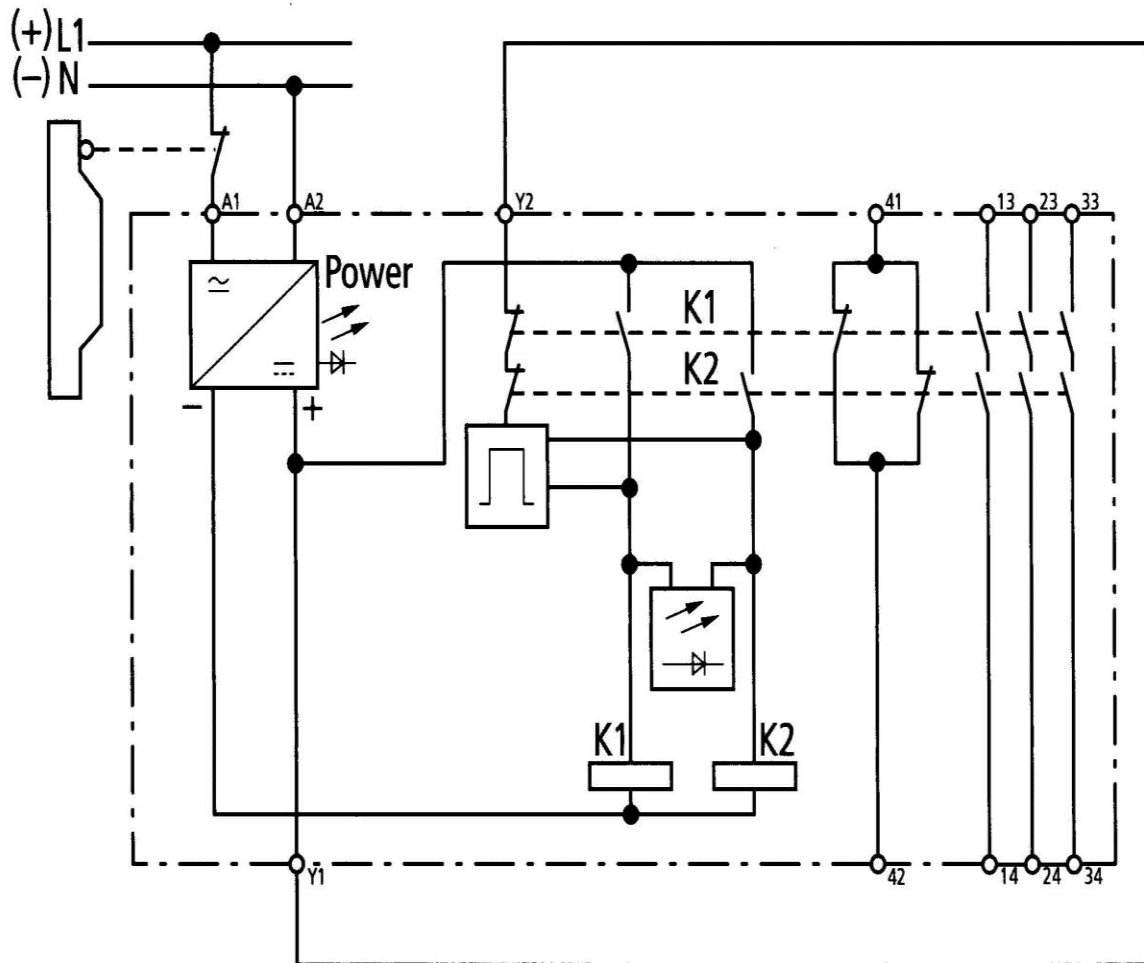 (+) L1
(−) N
A1 A2 Y2 41 13 23 33
Power
K1
K2
− +
K1 K2
Y1 42 14 24 34